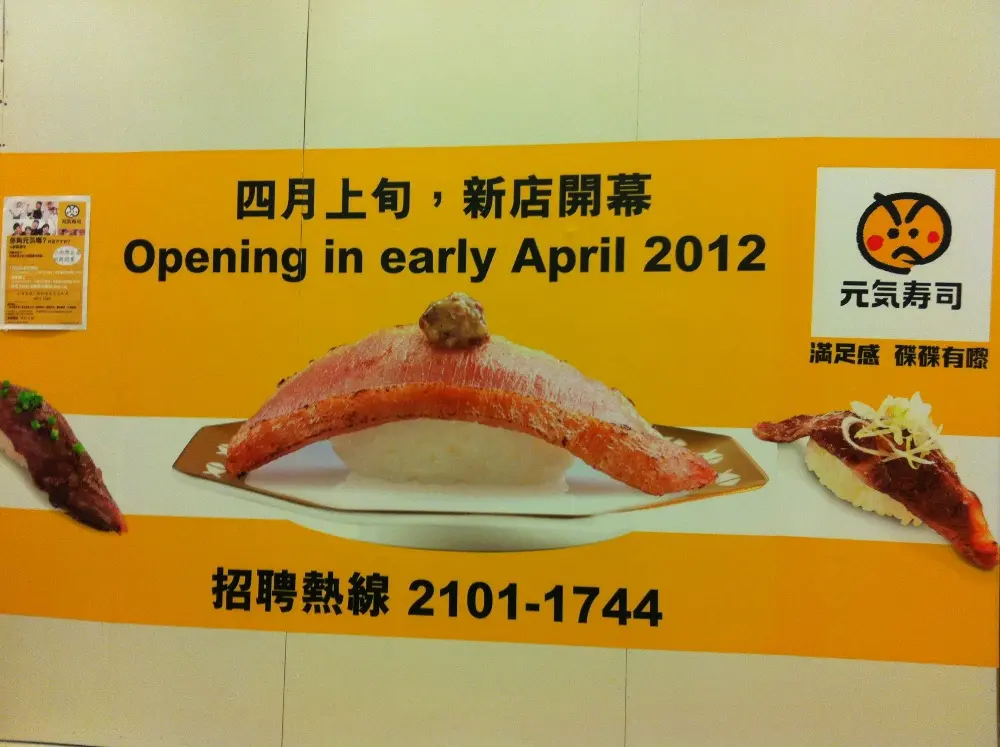 四月上旬，新店開幕
Opening in early April 2012
元気寿司
滿足感 碟碟有嚟
招聘熱線 2101-1744